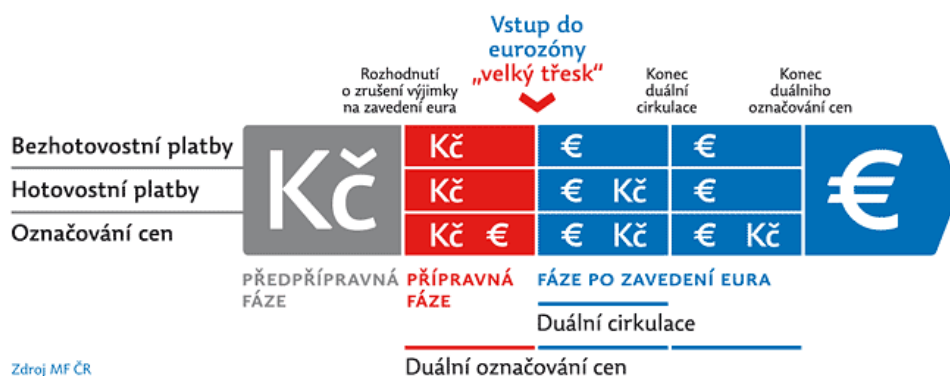 Vstup do
eurozóny
„velký třesk“
Rozhodnutí
o zrušení výjimky
na zavedení eura
Konec
duální
cirkulace
Konec
duálního
označování cen
Bezhotovostní platby
Kč
€
€
Hotovostní platby
Kč
€ Kč
€
Označování cen
Kč €
€ Kč
€ Kč
Kč
€
PŘEDPŘÍPRAVNÁ
FÁZE
PŘÍPRAVNÁ
FÁZE
FÁZE PO ZAVEDENÍ EURA
Duální cirkulace
Duální označování cen
Zdroj MF ČR